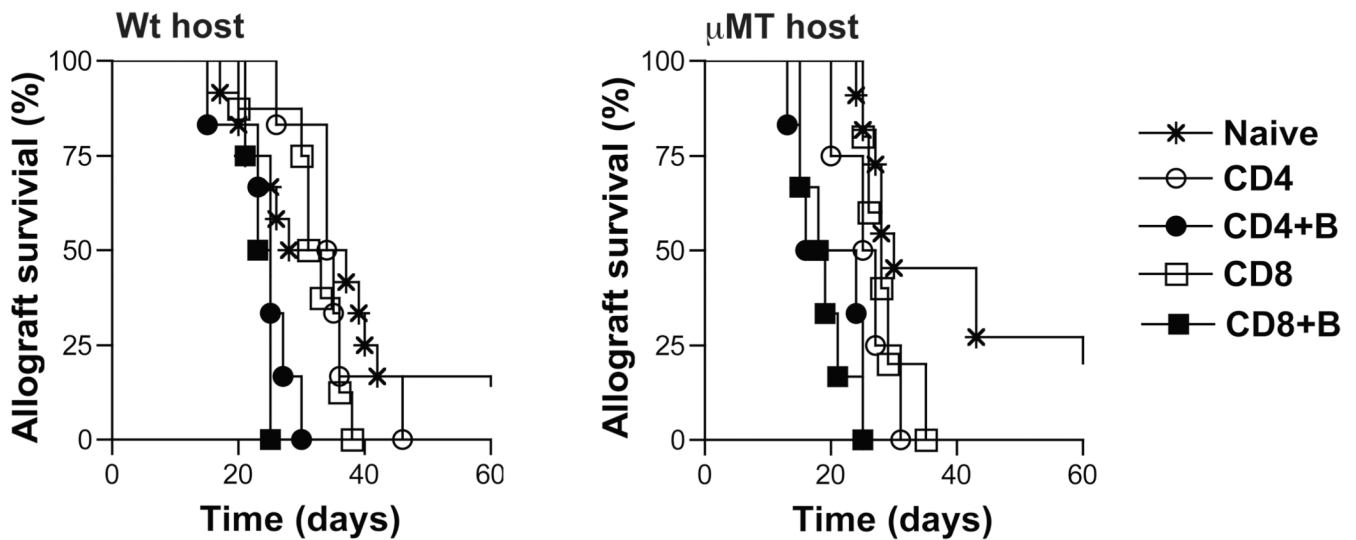 Wt host
Allograft survivial (%)
100
75
50
25
0
0 20 40 60
Time (days)
μMT host
Allograft survival (%)
100
75
50
25
0
0 20 40 60
Time (days)
Naive
CD4
CD4+B
CD8
CD8+B